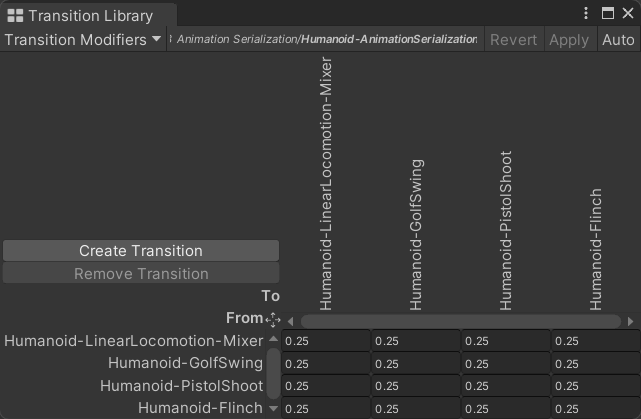 Transition Library
Transition Modifiers
Animation Serialization/Humanoid-AnimationSerialization
Revert
Apply
Auto
Humanoid-LinearLocomotion-Mixer
Humanoid-GolfSwing
Humanoid-PistolShoot
Humanoid-Flinch
Create Transition
Remove Transition
To
From
Humanoid-LinearLocomotion-Mixer 0.25 0.25 0.25 0.25
Humanoid-GolfSwing 0.25 0.25 0.25 0.25
Humanoid-PistolShoot 0.25 0.25 0.25 0.25
Humanoid-Flinch 0.25 0.25 0.25 0.25